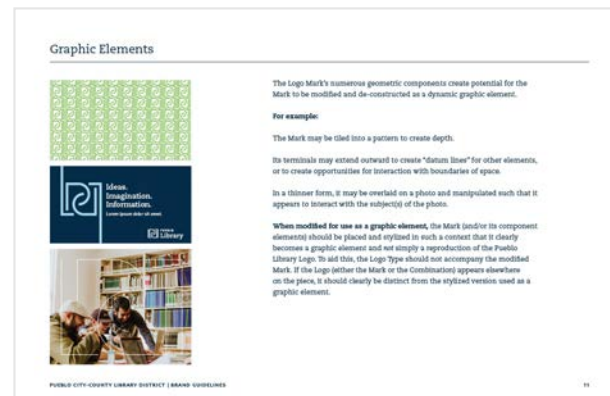 Graphic Elements
Ideas.
Imagination.
Information.
Lorem ipsum dolor sit amet.
PUEBLO
Library
The Logo Mark's numerous geometric components create potential for the
Mark to be modified and de-constructed as a dynamic graphic element.
For example:
The Mark may be tiled into a pattern to create depth.
Its terminals may extend outward to create "datum lines" for other elements,
or to create opportunities for interaction with boundaries of space.
In a thinner form, it may be overlaid on a photo and manipulated such that it
appears to interact with the subject(s) of the photo.
When modified for use as a graphic element, the Mark (and/or its component
elements) should be placed and stylized in such a context that it clearly
becomes a graphic element and not simply a reproduction of the Pueblo
Library Logo. To aid this, the Logo Type should not accompany the modified
Mark. If the Logo (either the Mark or the Combination) appears elsewhere
on the piece, it should clearly be distinct from the stylized version used as a
graphic element.
PUEBLO CITY-COUNTY LIBRARY DISTRICT | BRAND GUIDELINES
11